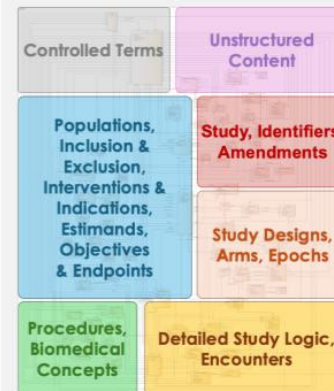 Controlled Terms
Unstructured
Content
Populations,
Inclusion &
Exclusion,
Interventions &
Indications,
Estimands,
Objectives
& Endpoints
Study, Identifiers
Amendments
Study Designs,
Arms, Epochs
Procedures,
Biomedical
Concepts
Detailed Study Logic,
Encounters